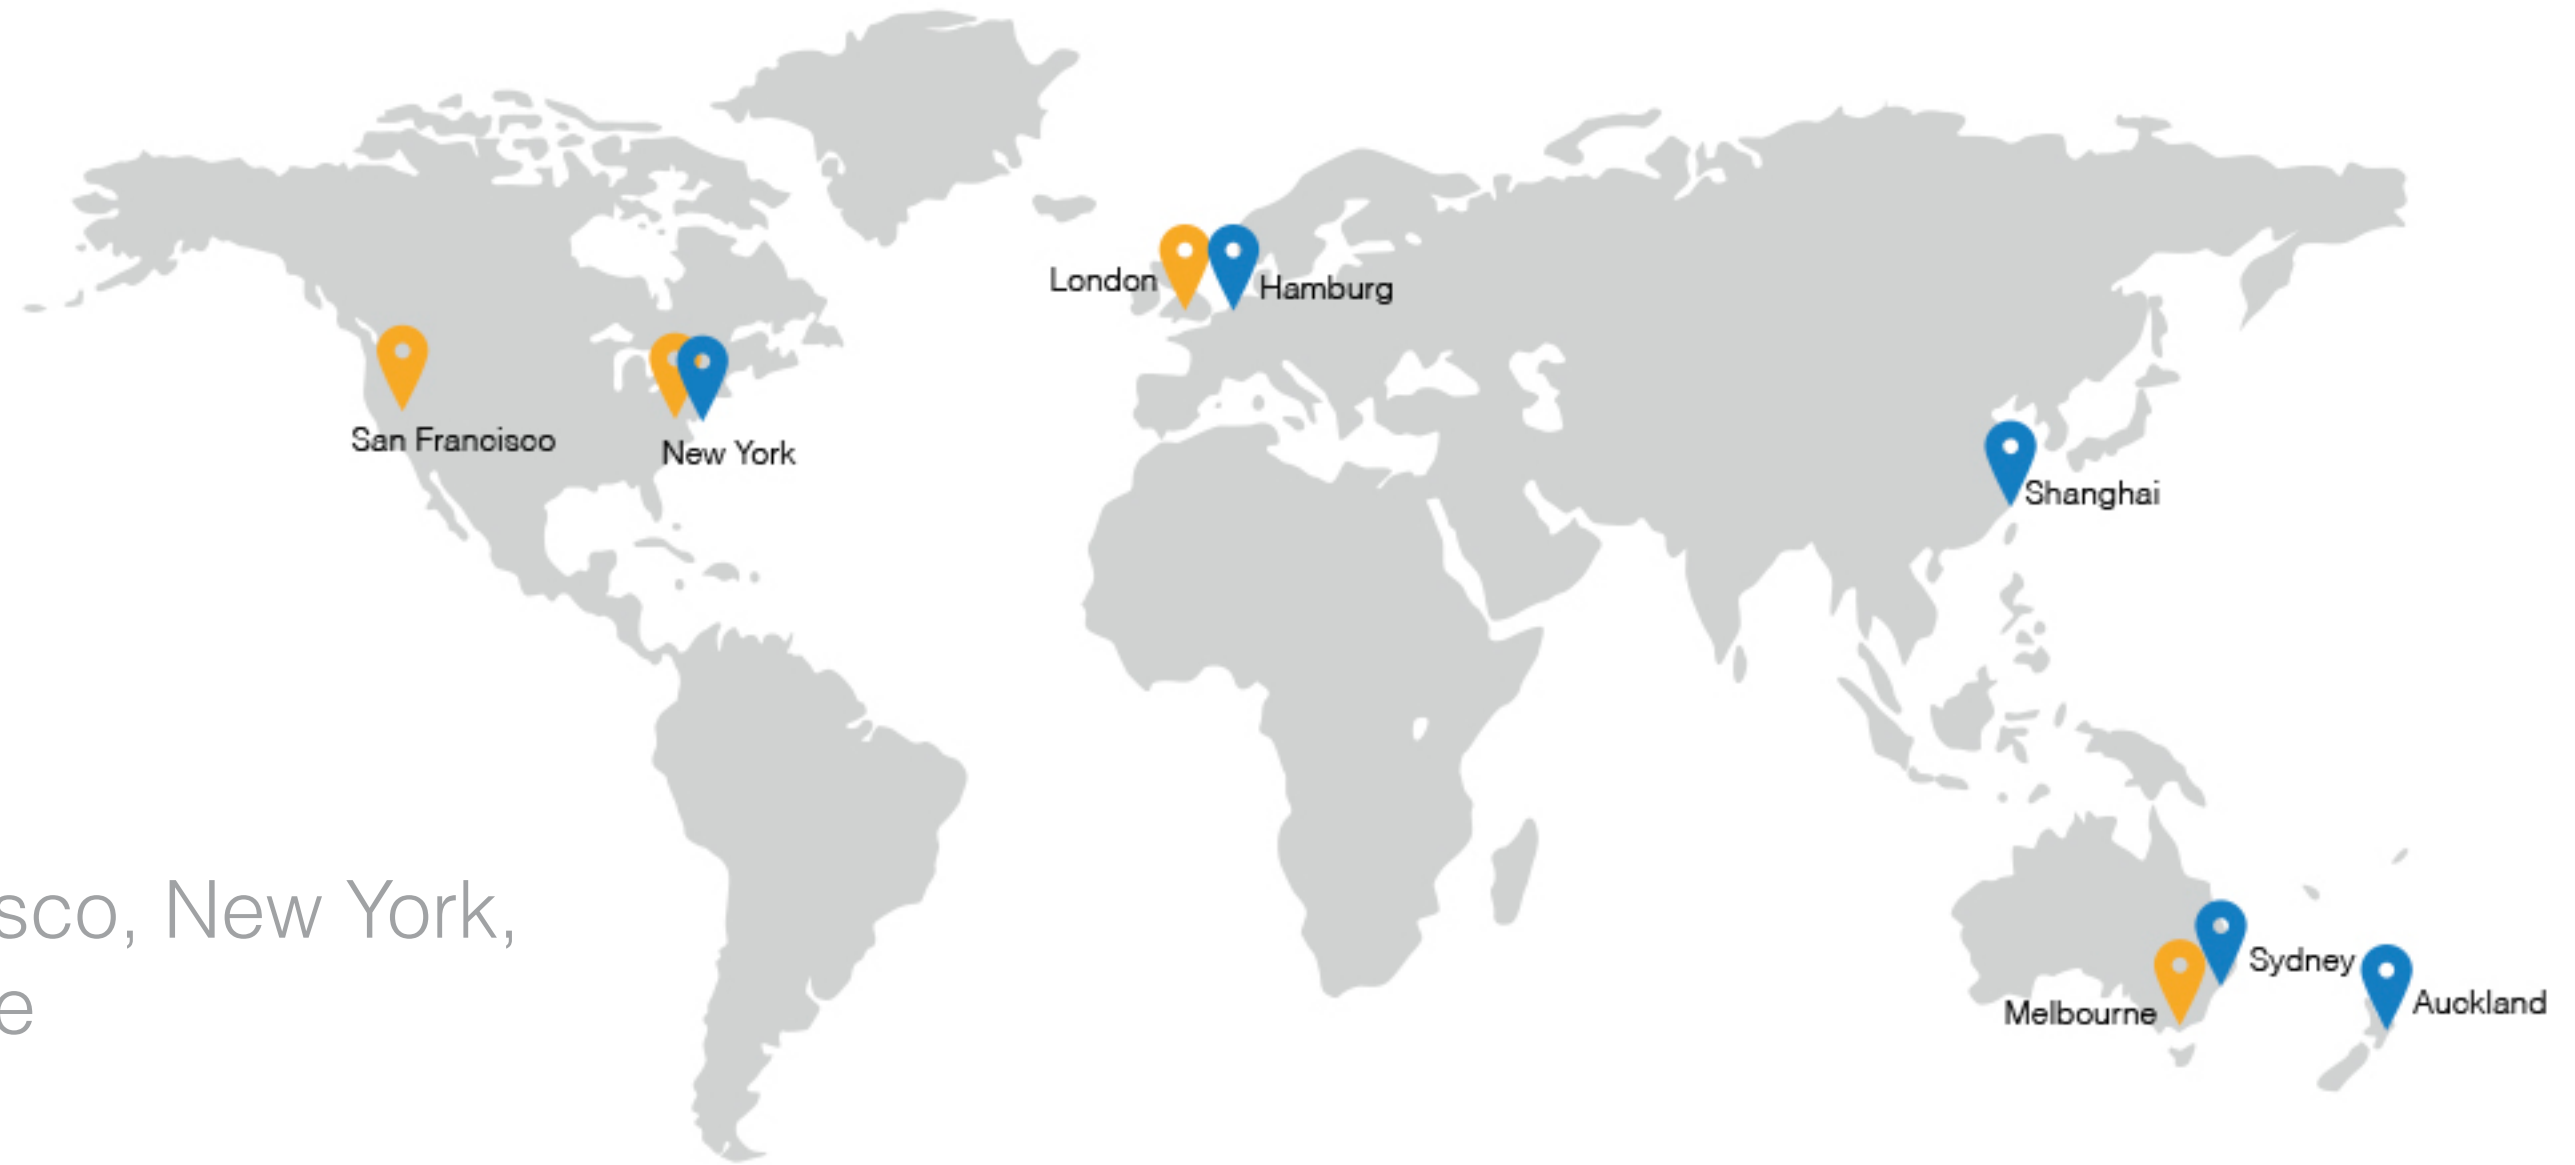 London
Hamburg
San Francisco
New York
Shanghai
sco, New York,
Sydney
Melbourne
Auckland
e